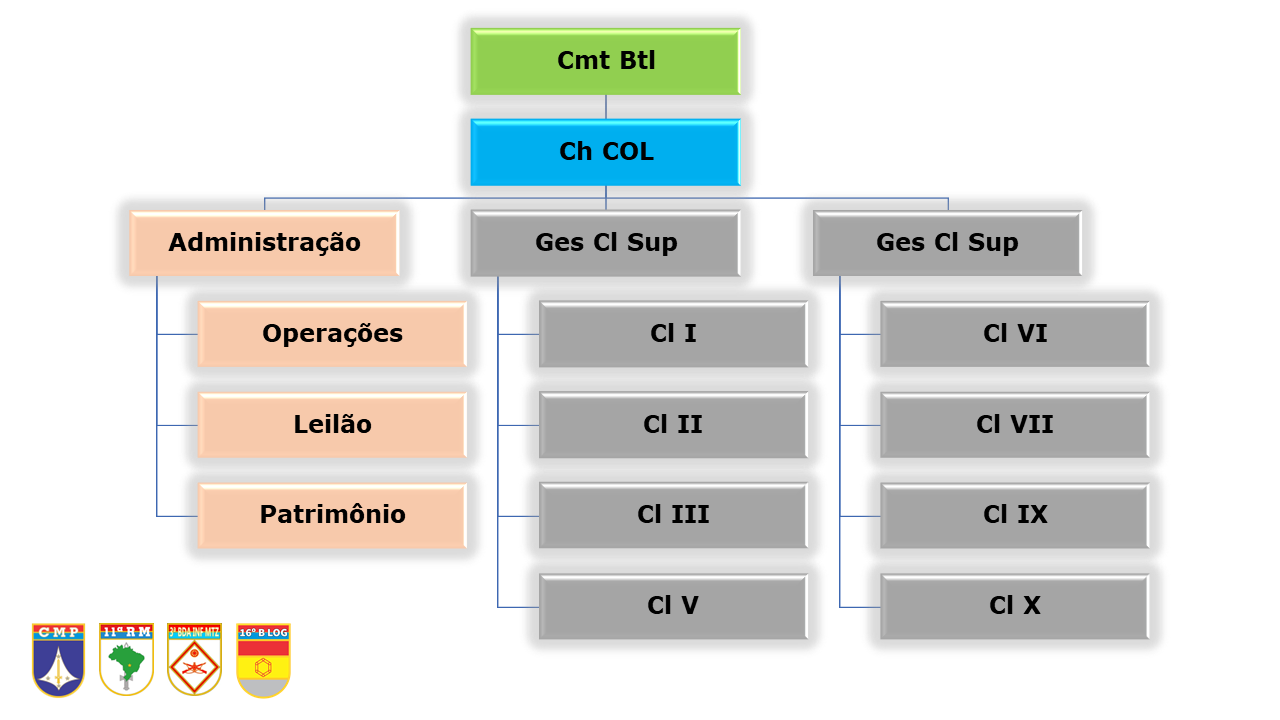 Cmt Btl
Ch COL
Administração
Operações
Leilão
Patrimônio
Ges Cl Sup
Cl I
Cl II
Cl III
Cl V
Ges Cl Sup
Cl VI
Cl VII
Cl IX
Cl X
CMP
11ª RM
3ª BDA INF MTZ
16º B LOG